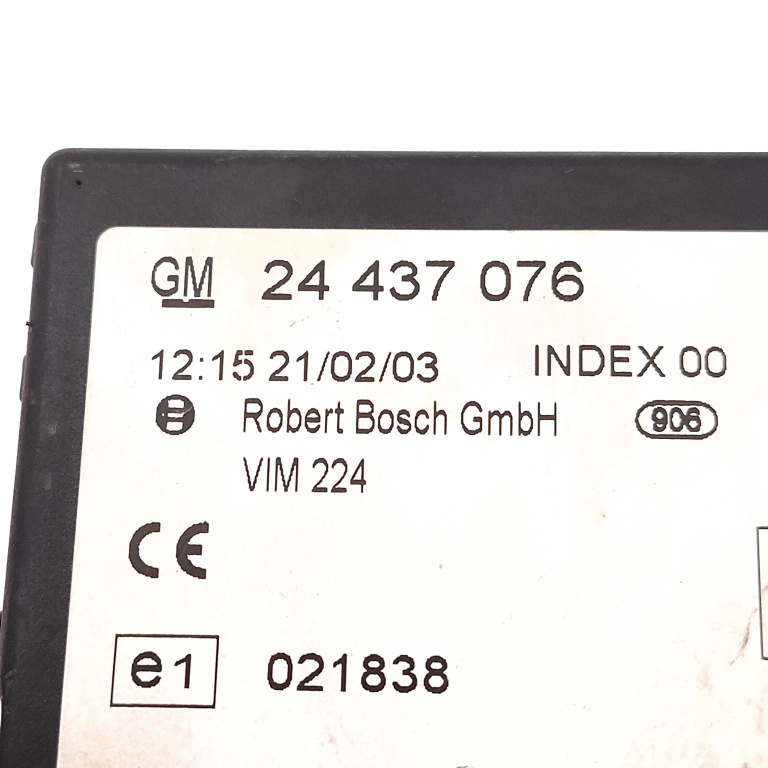 GM 24 437 076
12:15 21/02/03 INDEX 00
Robert Bosch GmbH 906
VIM 224
CE
e1 021838